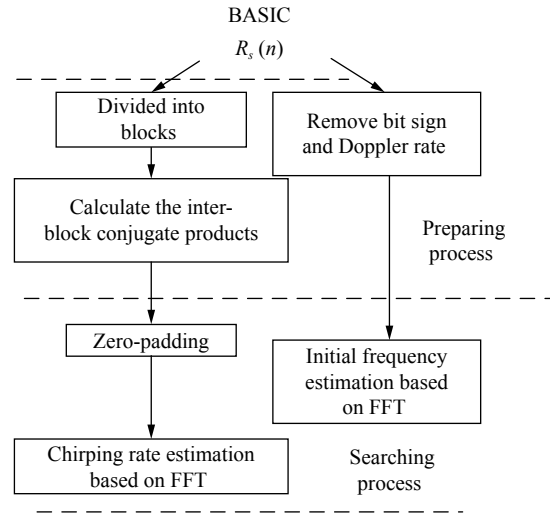 BASIC
R_s (n)
Divided into
blocks
Remove bit sign
and Doppler rate
Calculate the inter-
block conjugate products
Preparing
process
Zero-padding
Initial frequency
estimation based
on FFT
Chirping rate estimation
based on FFT
Searching
process